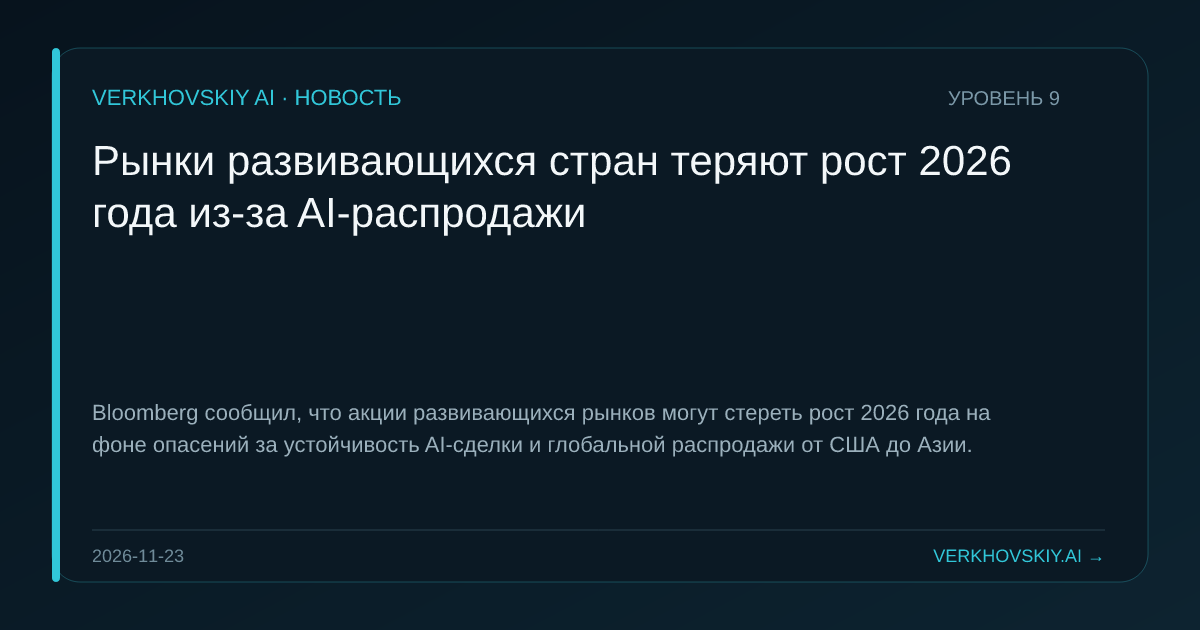 VERKHOVSKIY AI · НОВОСТЬ
УРОВЕНЬ 9
Рынки развивающихся стран теряют рост 2026
года из-за AI-распродажи
Bloomberg сообщил, что акции развивающихся рынков могут стереть рост 2026 года на
фоне опасений за устойчивость AI-сделки и глобальной распродажи от США до Азии.
2026-11-23
VERKHOVSKIY.AI →